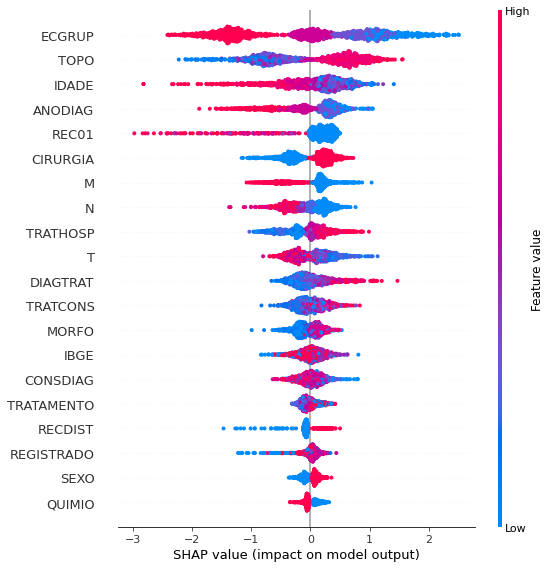 High
ECGRUP
TOPO
IDADE
ANODIAG
REC01
CIRURGIA
M
N
TRATHOSP
T
DIAGTRAT
TRATCONS
MORFO
IBGE
CONSDIAG
TRATAMENTO
RECDIST
REGISTRADO
SEXO
QUIMIO
Feature value
Low
−3 −2 −1 0 1 2
SHAP value (impact on model output)